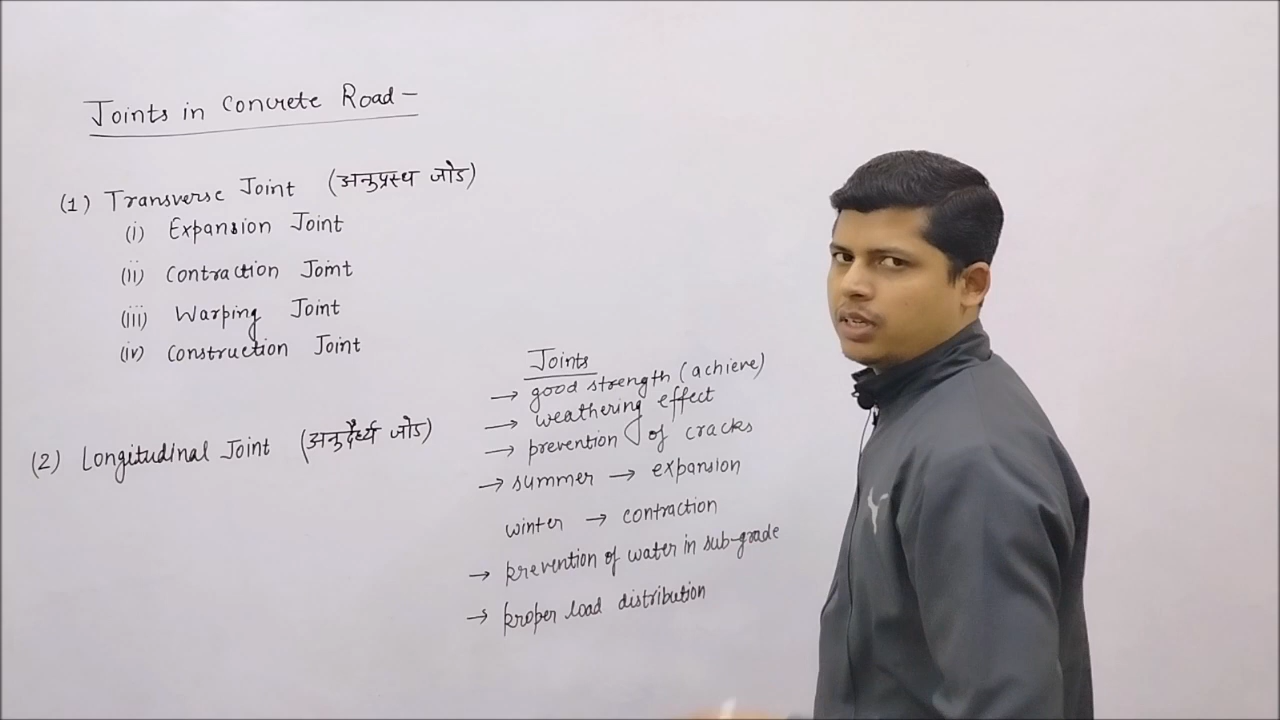 Joints in Concrete Road -
(1) Transverse Joint (अनुप्रस्थ जोड)
(i) Expansion Joint
(ii) Contraction Joint
(iii) Warping Joint
(iv) Construction Joint
(2) Longitudinal Joint (अनुदैर्ध्य जोड)
Joints
→ good strength (achieve)
→ weathering effect
→ prevention of cracks
→ summer → expansion
winter → contraction
→ prevention of water in sub-grade
→ proper load distribution